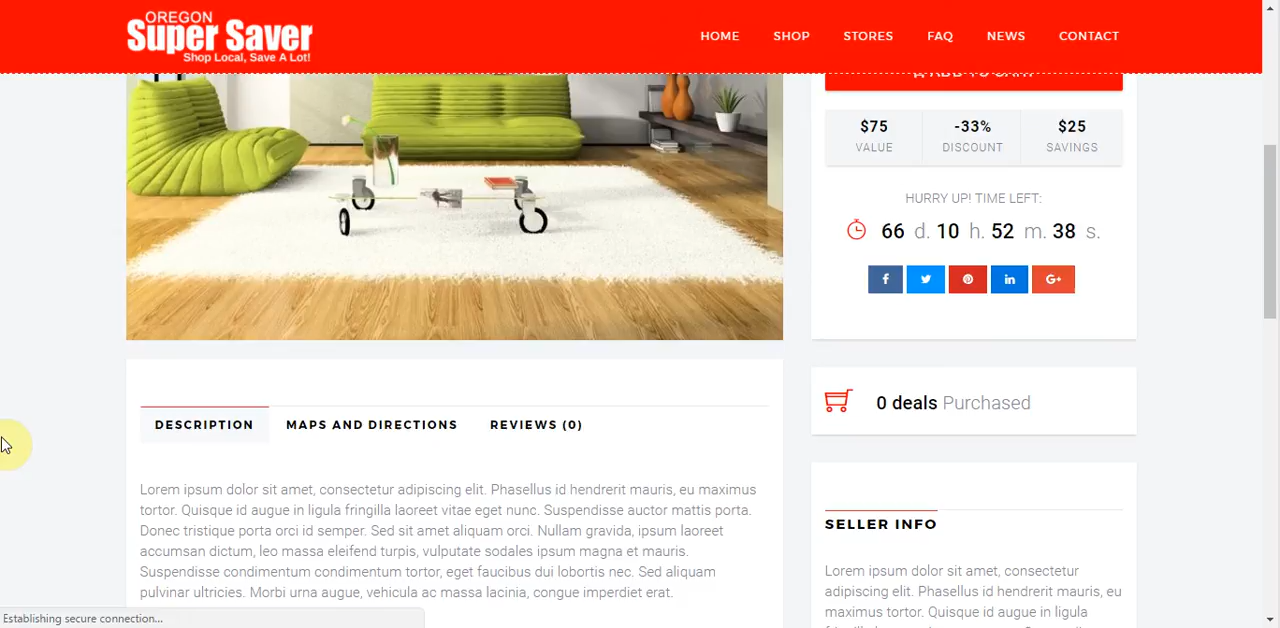 OREGON
Super Saver
Shop Local, Save A Lot!
HOME SHOP STORES FAQ NEWS CONTACT
ADD TO CART
$75 -33% $25
VALUE DISCOUNT SAVINGS
HURRY UP! TIME LEFT:
66 d. 10 h. 52 m. 38 s.
0 deals Purchased
DESCRIPTION MAPS AND DIRECTIONS REVIEWS (0)
Lorem ipsum dolor sit amet, consectetur adipiscing elit. Phasellus id hendrerit mauris, eu maximus
tortor. Quisque id augue in ligula fringilla laoreet vitae eget nunc. Suspendisse auctor mattis porta.
Donec tristique porta orci id semper. Sed sit amet aliquam orci. Nullam gravida, ipsum laoreet
accumsan dictum, leo massa eleifend turpis, vulputate sodales ipsum magna et mauris.
Suspendisse condimentum condimentum tortor, eget faucibus dui lobortis nec. Sed aliquam
pulvinar ultricies. Morbi urna augue, vehicula ac massa lacinia, congue imperdiet erat.
SELLER INFO
Lorem ipsum dolor sit amet, consectetur
adipiscing elit. Phasellus id hendrerit mauris, eu
maximus tortor. Quisque id augue in ligula
Establishing secure connection...